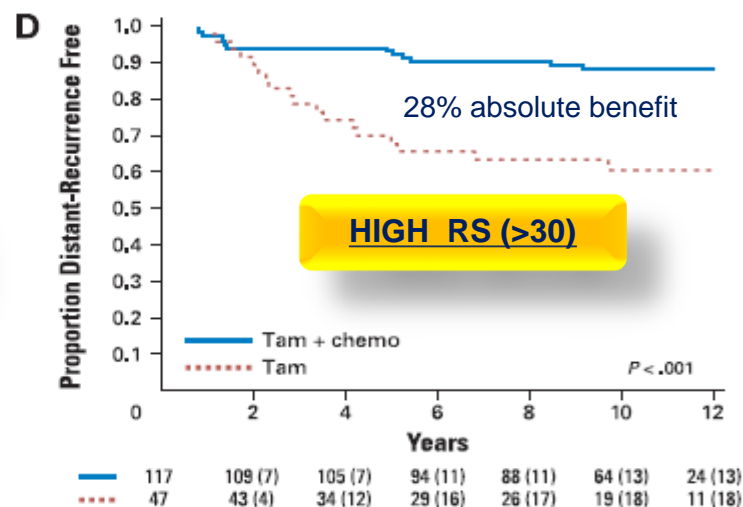 D
1.0
0.9
0.8
0.7
0.6
0.5
0.4
0.3
0.2
0.1
Proportion Distant-Recurrence Free
28% absolute benefit
HIGH RS (>30)
Tam + chemo
Tam
P < .001
0 2 4 6 8 10 12
Years
117 109 (7) 105 (7) 94 (11) 88 (11) 64 (13) 24 (13)
47 43 (4) 34 (12) 29 (16) 26 (17) 19 (18) 11 (18)